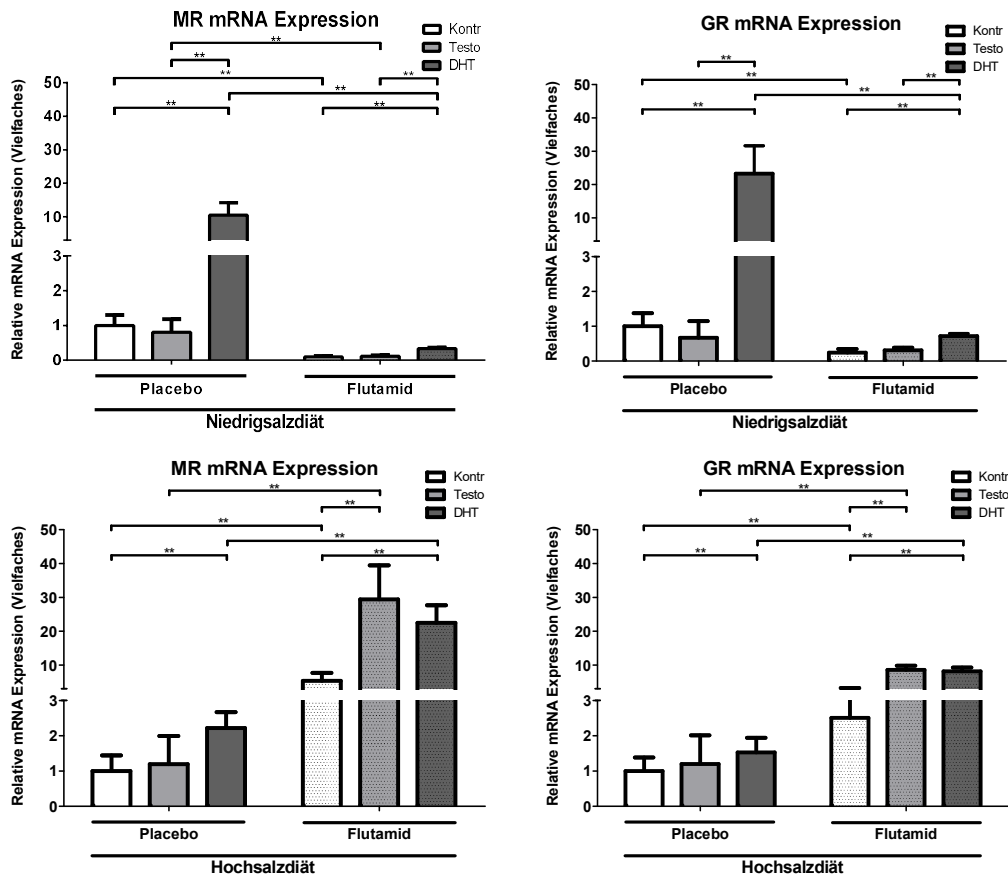 MR mRNA Expression
Kontr
Testo
DHT
**
**
**
**
**
**
**
Relative mRNA Expression (Vielfaches)
50
40
30
20
10
3
2
1
0
Placebo
Flutamid
Niedrigsalzdiät
GR mRNA Expression
Kontr
Testo
DHT
**
**
**
**
**
**
Relative mRNA Expression (Vielfaches)
50
40
30
20
10
3
2
1
0
Placebo
Flutamid
Niedrigsalzdiät
MR mRNA Expression
Kontr
Testo
DHT
**
**
**
**
**
**
Relative mRNA Expression (Vielfaches)
50
40
30
20
10
3
2
1
0
Placebo
Flutamid
Hochsalzdiät
GR mRNA Expression
Kontr
Testo
DHT
**
**
**
**
**
**
Relative mRNA Expression (Vielfaches)
50
40
30
20
10
3
2
1
0
Placebo
Flutamid
Hochsalzdiät